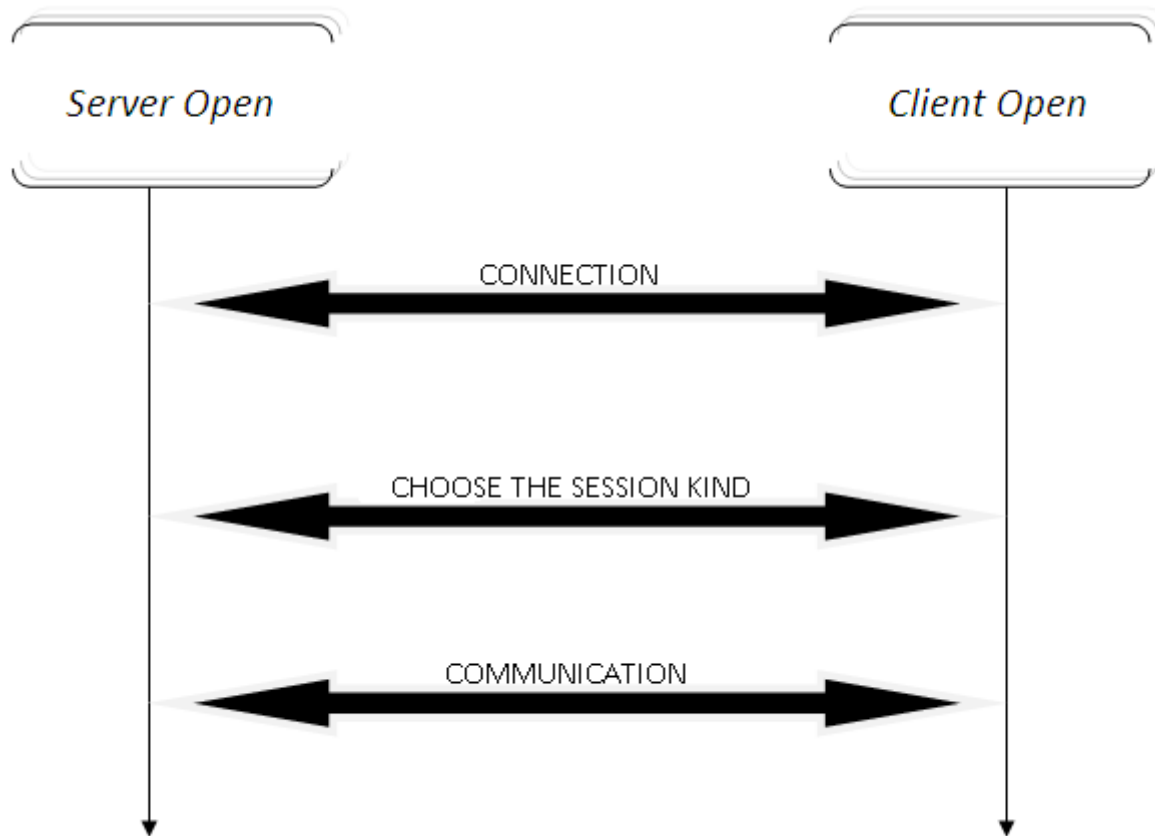 Server Open
Client Open
CONNECTION
CHOOSE THE SESSION KIND
COMMUNICATION